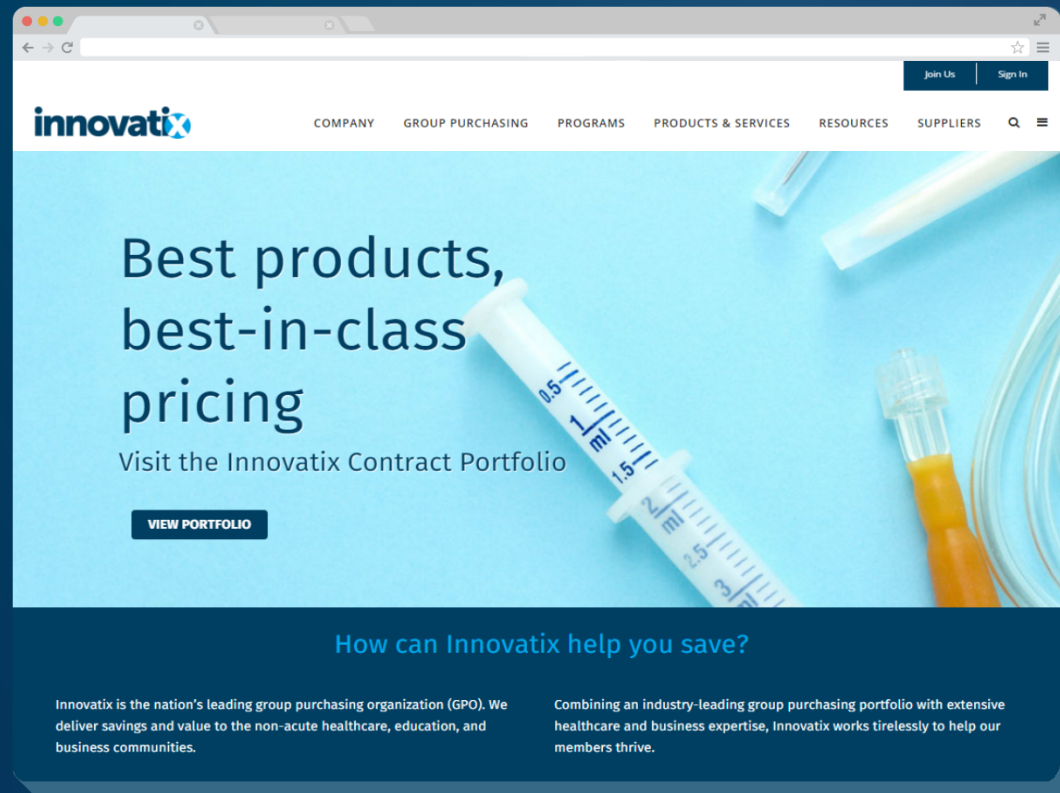 Join Us Sign In
innovatix
COMPANY GROUP PURCHASING PROGRAMS PRODUCTS & SERVICES RESOURCES SUPPLIERS
Best products,
best-in-class
pricing
Visit the Innovatix Contract Portfolio
VIEW PORTFOLIO
0.5
1
ml
1.5
2
ml
2.5
3
ml
How can Innovatix help you save?
Innovatix is the nation's leading group purchasing organization (GPO). We
deliver savings and value to the non-acute healthcare, education, and
business communities.
Combining an industry-leading group purchasing portfolio with extensive
healthcare and business expertise, Innovatix works tirelessly to help our
members thrive.